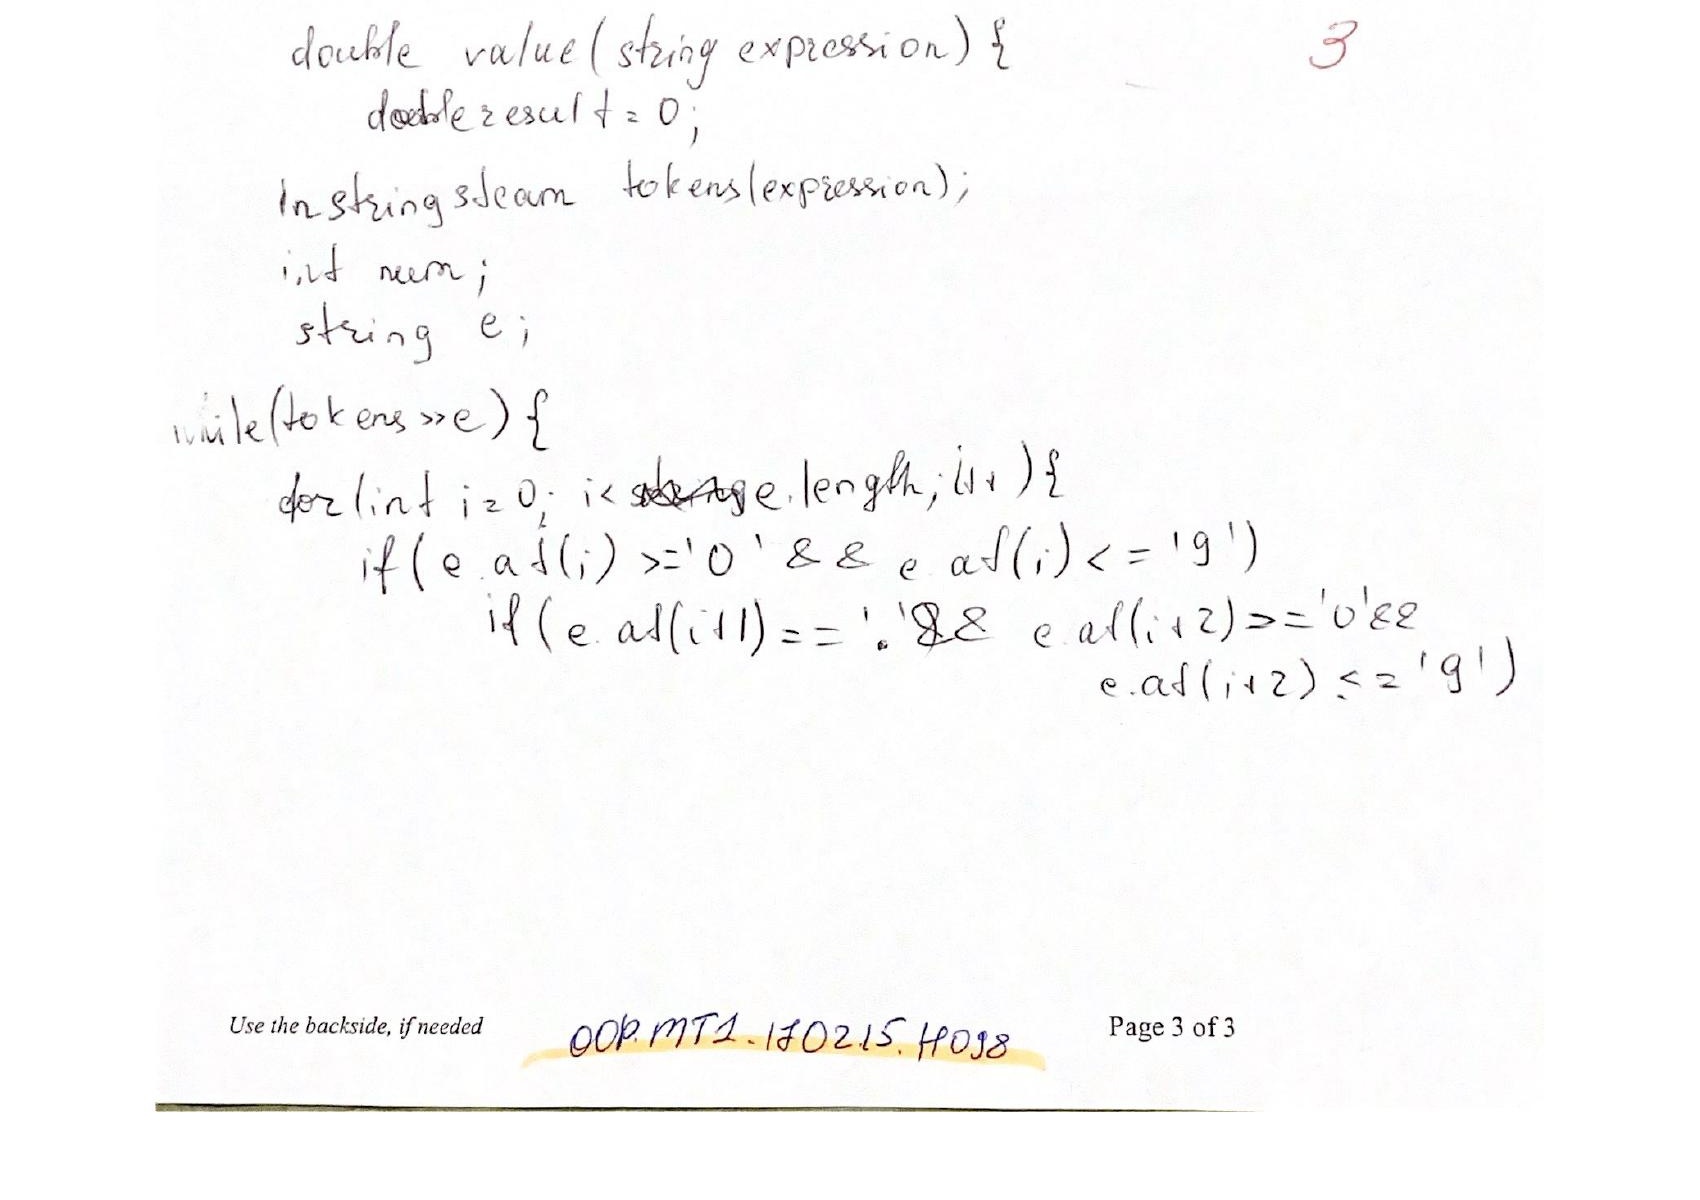 double value(string expression) { 3
double result = 0;
Instringsteam tokens(expression);
int num;
string e;
while(tokens>>e) {
for(int i=0; i< e.length; i++) {
if(e.at(i) >= '0' && e at(i) <= '9')
if(e.at(i+1) == '.' && e.at(i+2) >= '0' &&
e.at(i+2) <= '9')
Use the backside, if needed OOP.MT1.170215.H098 Page 3 of 3